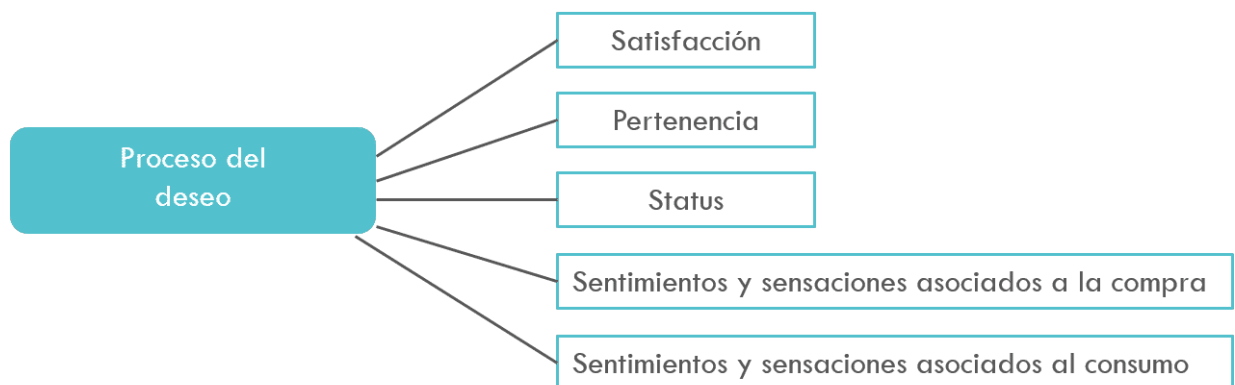 Satisfacción
Pertenencia
Proceso del
deseo
Status
Sentimientos y sensaciones asociados a la compra
Sentimientos y sensaciones asociados al consumo